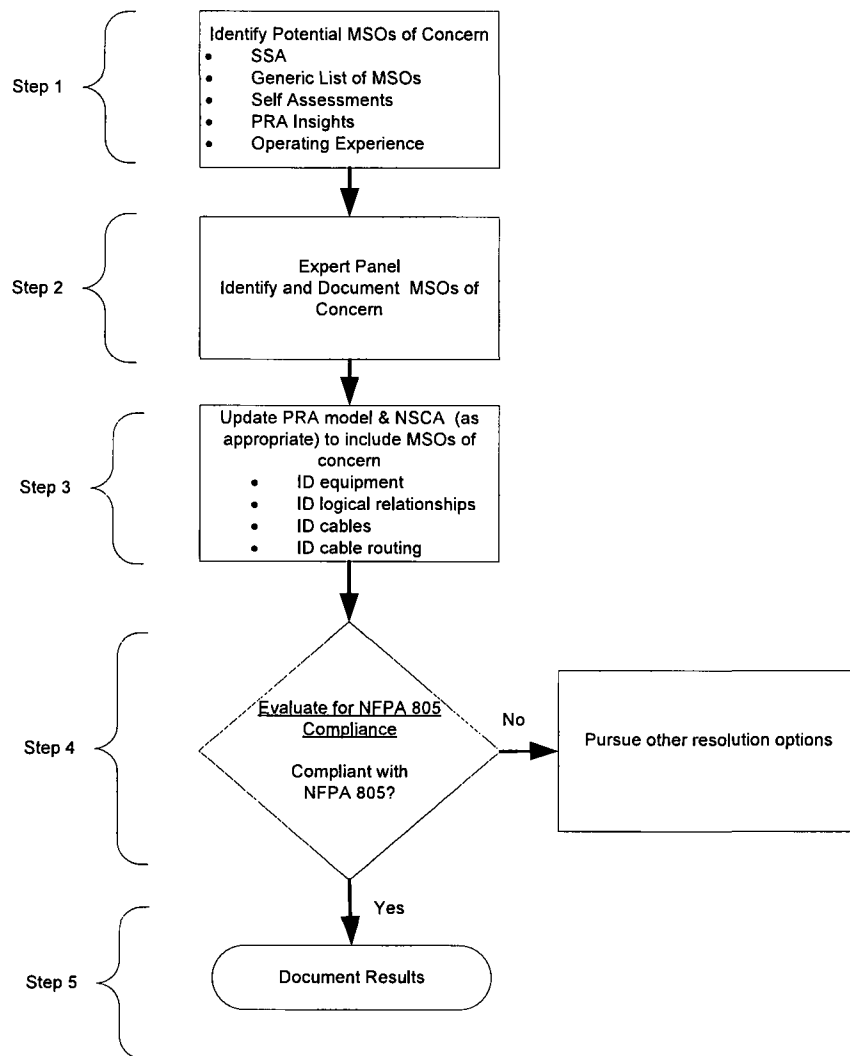 Step 1
Identify Potential MSOs of Concern
• SSA
• Generic List of MSOs
• Self Assessments
• PRA Insights
• Operating Experience
Step 2
Expert Panel
Identify and Document MSOs of
Concern
Step 3
Update PRA model & NSCA (as
appropriate) to include MSOs of
concern
• ID equipment
• ID logical relationships
• ID cables
• ID cable routing
Step 4
Evaluate for NFPA 805
Compliance
Compliant with
NFPA 805?
No
Pursue other resolution options
Yes
Step 5
Document Results